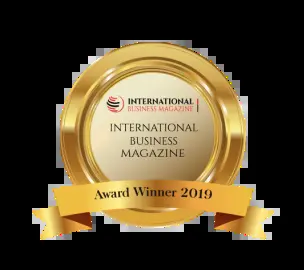 INTERNATIONAL
BUSINESS MAGAZINE
INTERNATIONAL
BUSINESS
MAGAZINE
Award Winner 2019